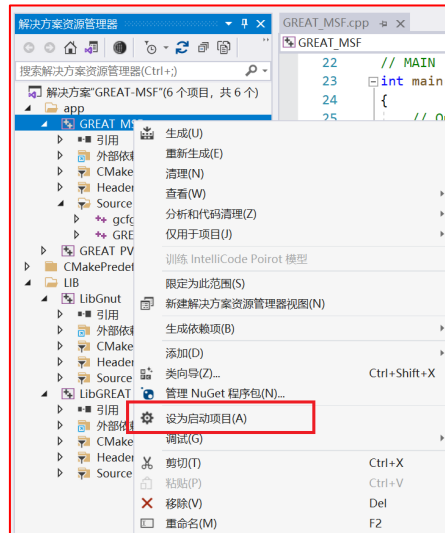 解决方案资源管理器
GREAT_MSF.cpp
搜索解决方案资源管理器(Ctrl+;)
GREAT_MSF
解决方案"GREAT-MSF"(6 个项目，共 6 个)
app
GREAT MSF
引用
外部依
CMake
Header
Source
gcfg
GRE
GREAT PV
CMakePredef
LIB
LibGnut
引用
外部依
CMake
Header
Source
LibGREAT
引用
外部依
CMake
Header
Source
22 // MAIN
23 int main
24 {
25
生成(U)
重新生成(E)
清理(N)
查看(W)
分析和代码清理(Z)
仅用于项目(J)
训练 IntelliCode Poirot 模型
限定为此范围(S)
新建解决方案资源管理器视图(N)
生成依赖项(B)
添加(D)
类向导(Z)... Ctrl+Shift+X
管理 NuGet 程序包(N)...
设为启动项目(A)
调试(G)
剪切(T) Ctrl+X
粘贴(P) Ctrl+V
移除(V) Del
重命名(M) F2